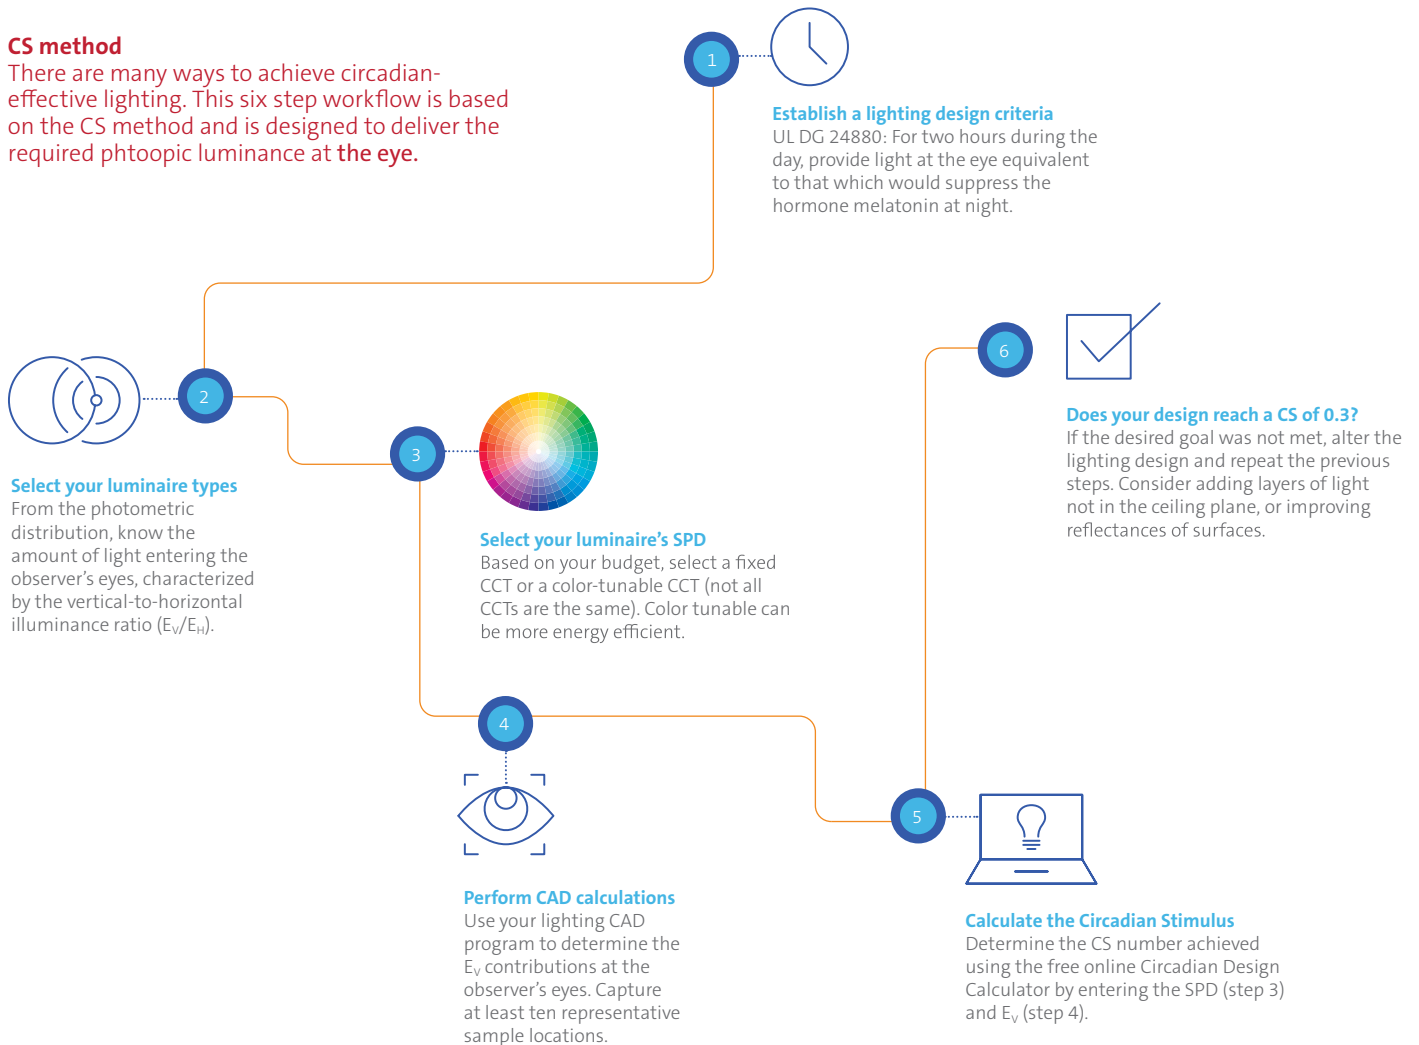 CS method
There are many ways to achieve circadian-
effective lighting. This six step workflow is based
on the CS method and is designed to deliver the
required phtoopic luminance at the eye.
1
Establish a lighting design criteria
UL DG 24880: For two hours during the
day, provide light at the eye equivalent
to that which would suppress the
hormone melatonin at night.
2
Select your luminaire types
From the photometric
distribution, know the
amount of light entering the
observer's eyes, characterized
by the vertical-to-horizontal
illuminance ratio (EV/EH).
3
Select your luminaire's SPD
Based on your budget, select a fixed
CCT or a color-tunable CCT (not all
CCTs are the same). Color tunable can
be more energy efficient.
4
Perform CAD calculations
Use your lighting CAD
program to determine the
EV contributions at the
observer's eyes. Capture
at least ten representative
sample locations.
5
Calculate the Circadian Stimulus
Determine the CS number achieved
using the free online Circadian Design
Calculator by entering the SPD (step 3)
and EV (step 4).
6
Does your design reach a CS of 0.3?
If the desired goal was not met, alter the
lighting design and repeat the previous
steps. Consider adding layers of light
not in the ceiling plane, or improving
reflectances of surfaces.